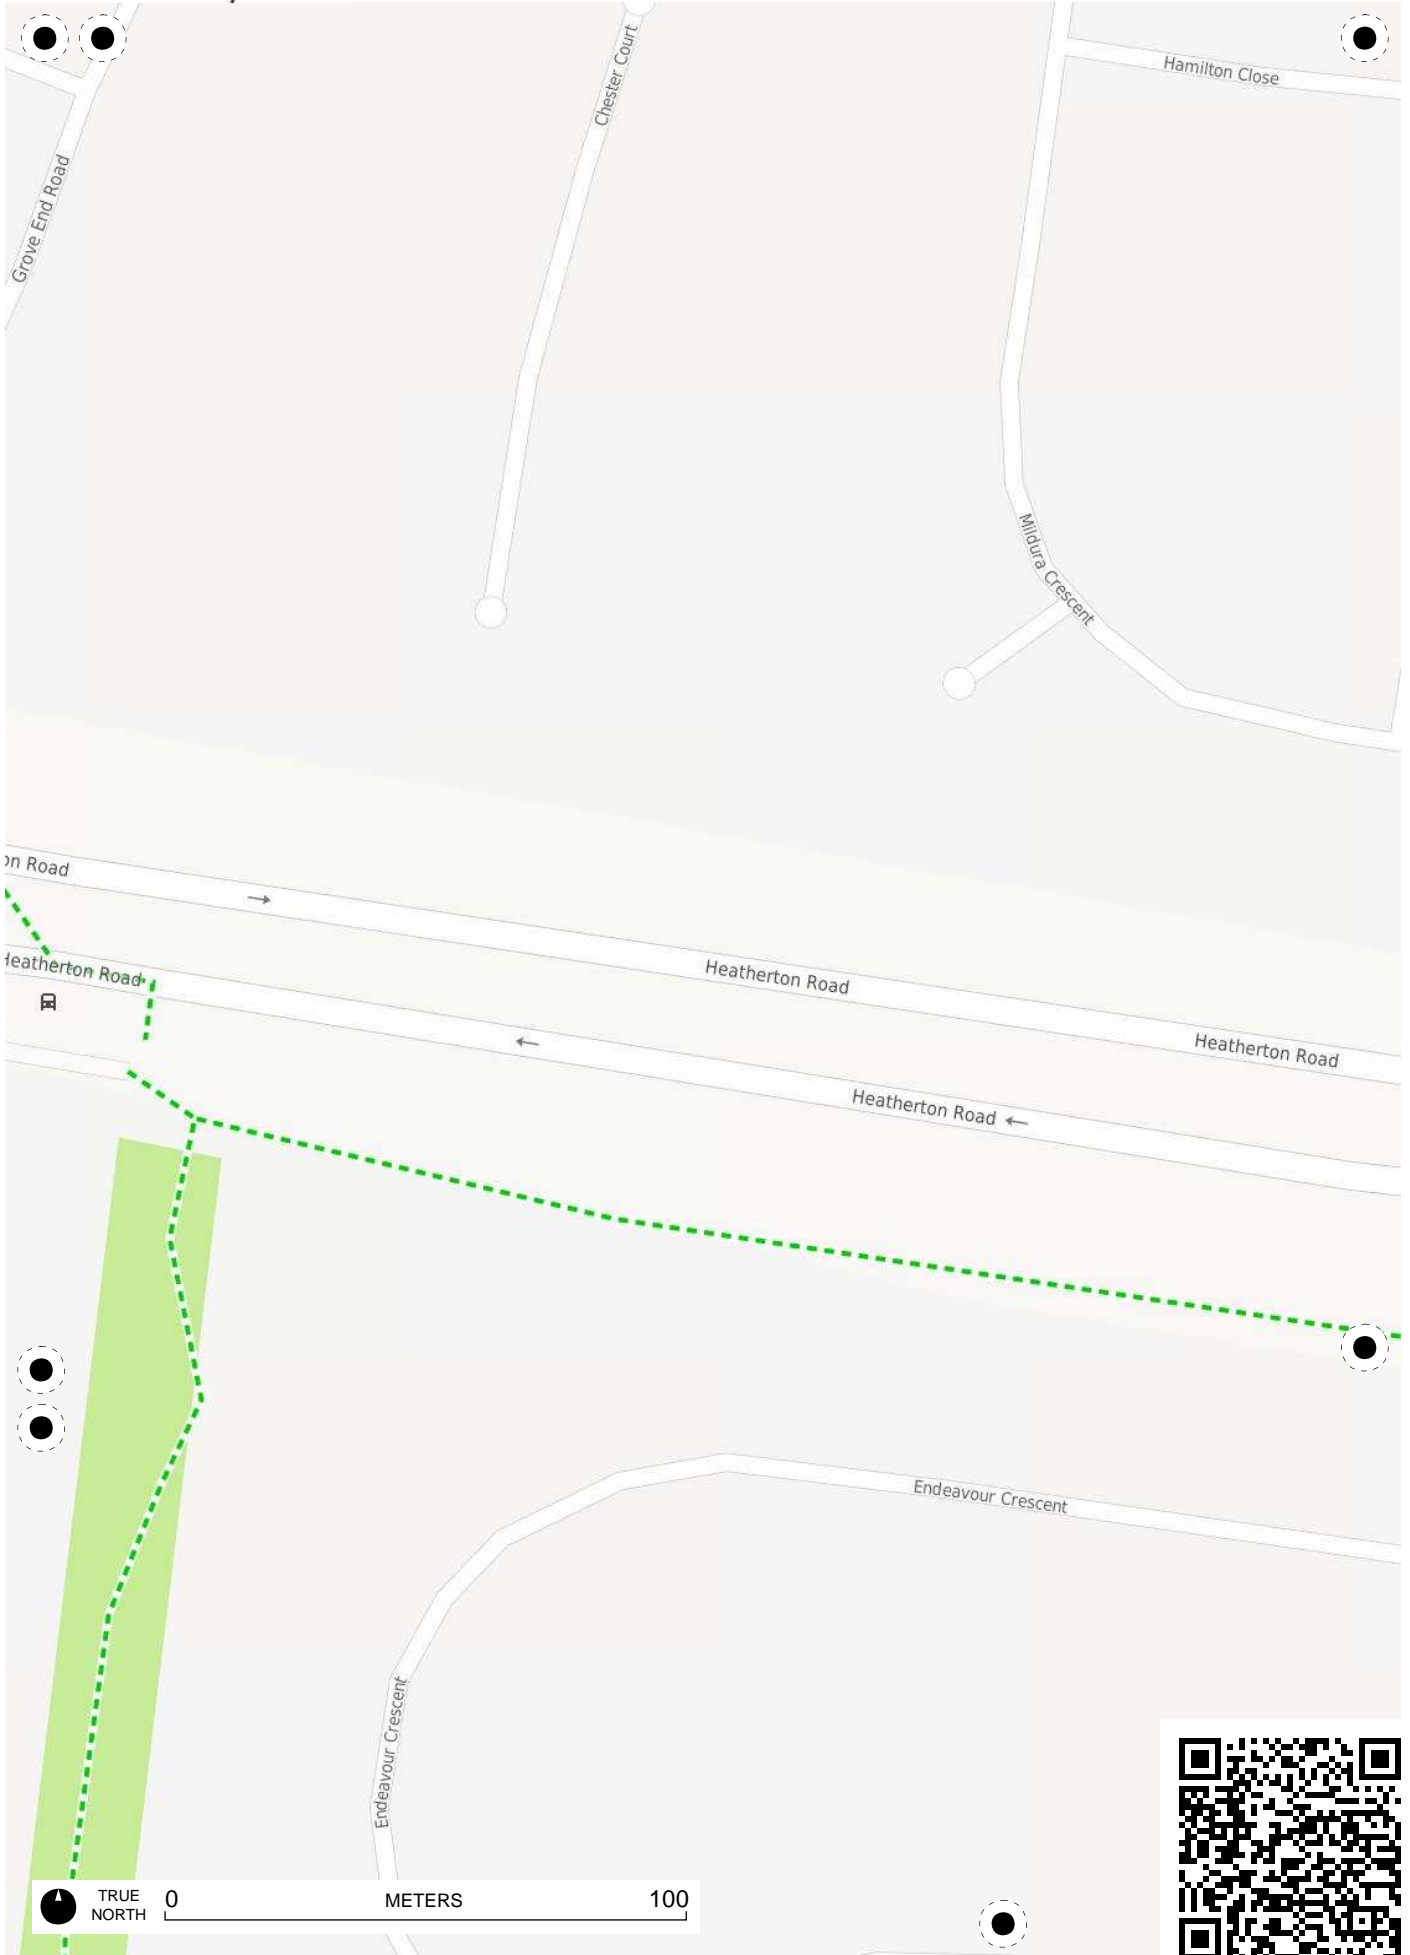 Chester Court
Hamilton Close
Grove End Road
Mildura Crescent
on Road
Heatherton Road
Heatherton Road
Heatherton Road
Heatherton Road
Endeavour Crescent
Endeavour Crescent
TRUE NORTH
0 METERS 100